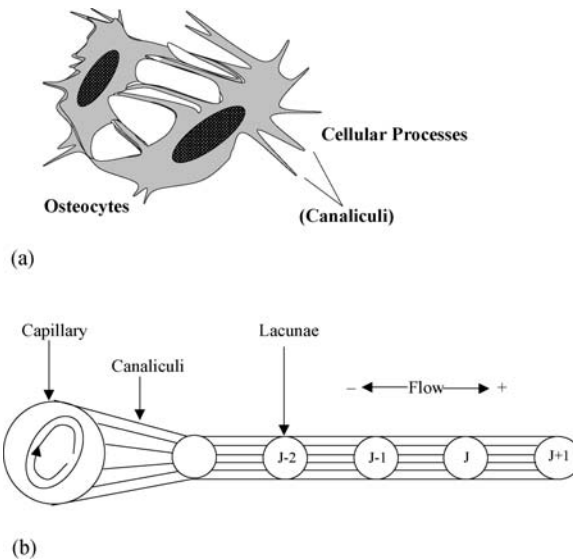 Cellular Processes
Osteocytes
(Canaliculi)
(a)
Capillary
Lacunae
Canaliculi
– Flow +
J-2 J-1 J J+1
(b)